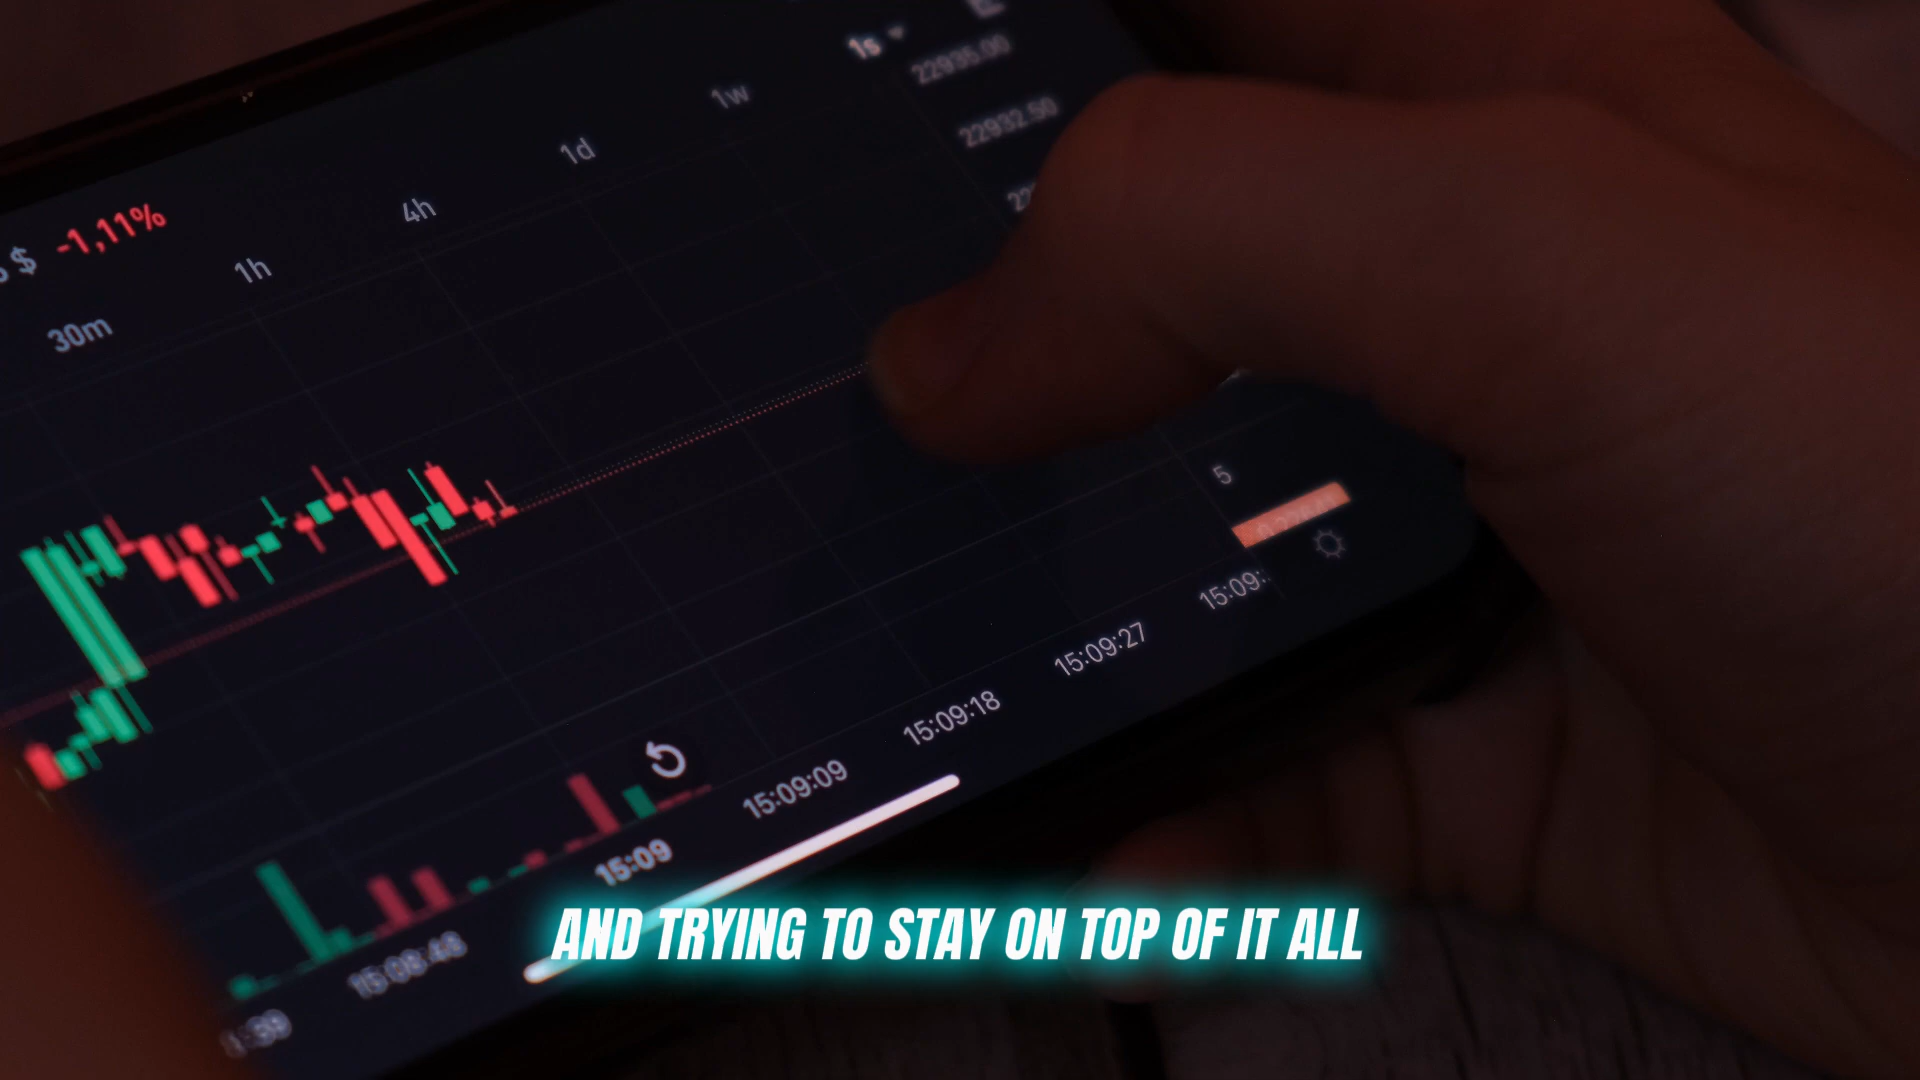 1s
22935.00
22932.50
1w
1d
4h
1h
30m
$ -1,11%
5
15:09:27
15:09:18
15:09:09
15:09
15:08:48
AND TRYING TO STAY ON TOP OF IT ALL